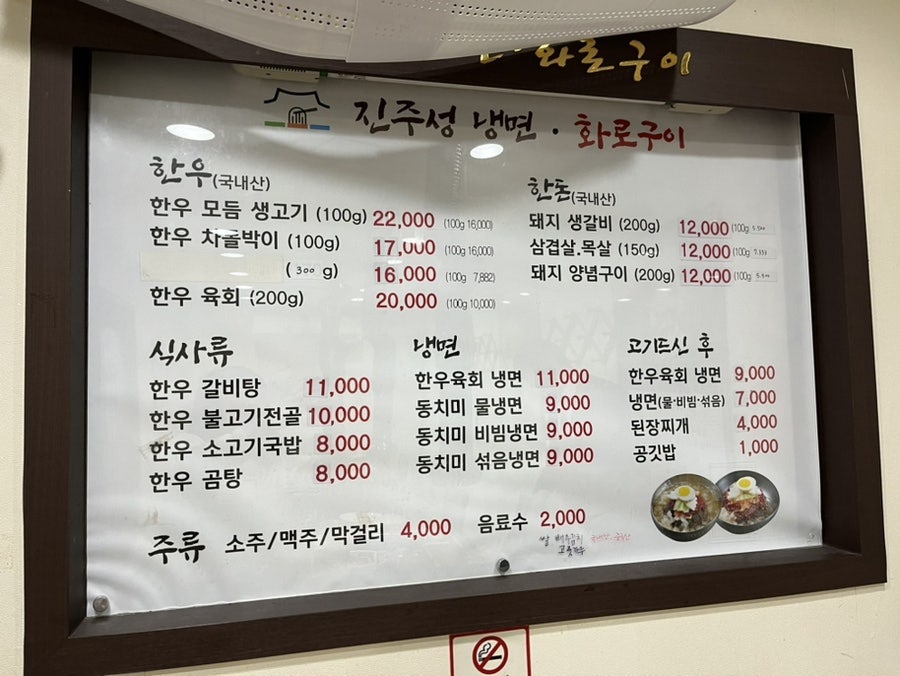 화로구이
진주성 냉면 · 화로구이
한우(국내산)
한우 모듬 생고기 (100g) 22,000 (100g 16,000)
한우 차돌박이 (100g) 17,000 (100g 16,000)
( 300 g) 16,000 (100g 7,882)
한우 육회 (200g) 20,000 (100g 10,000)
한돈(국내산)
돼지 생갈비 (200g) 12,000 (100g
삼겹살.목살 (150g) 12,000 (100g
돼지 양념구이 (200g) 12,000 (100g
식사류
한우 갈비탕 11,000
한우 불고기전골 10,000
한우 소고기국밥 8,000
한우 곰탕 8,000
냉면
한우육회 냉면 11,000
동치미 물냉면 9,000
동치미 비빔냉면 9,000
동치미 섞음냉면 9,000
고기드신 후
한우육회 냉면 9,000
냉면(물·비빔·섞음) 7,000
된장찌개 4,000
공깃밥 1,000
주류 소주/맥주/막걸리 4,000 음료수 2,000
쌀 배추김치